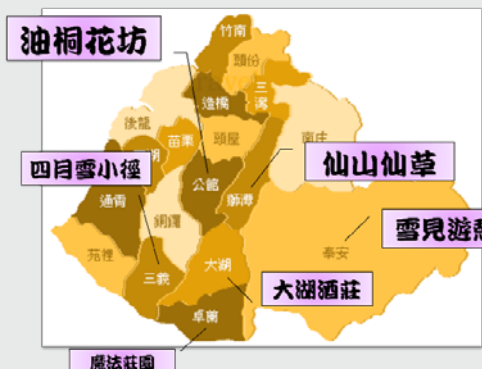 竹南
油桐花坊
頭份
三灣
造橋
後龍
苗栗
頭屋
南庄
四月雪小徑
公館
獅潭
仙山仙草
通霄
銅鑼
雪見遊憩
苑裡
大湖
泰安
三義
大湖酒莊
卓蘭
魔法莊園